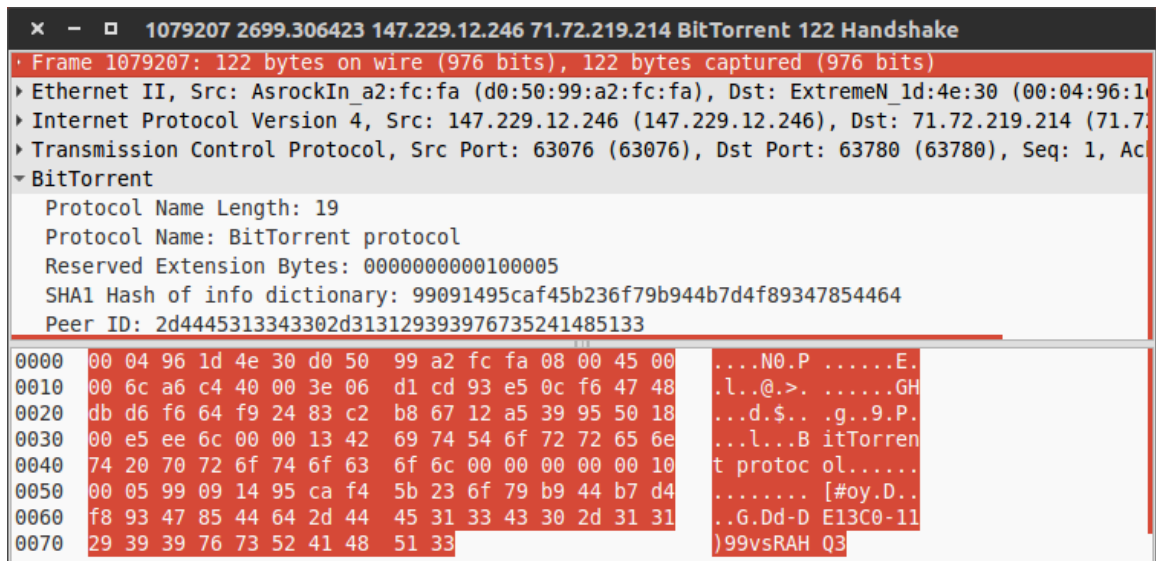 1079207 2699.306423 147.229.12.246 71.72.219.214 BitTorrent 122 Handshake
Frame 1079207: 122 bytes on wire (976 bits), 122 bytes captured (976 bits)
Ethernet II, Src: AsrockIn_a2:fc:fa (d0:50:99:a2:fc:fa), Dst: ExtremeN_1d:4e:30 (00:04:96:1
Internet Protocol Version 4, Src: 147.229.12.246 (147.229.12.246), Dst: 71.72.219.214 (71.7
Transmission Control Protocol, Src Port: 63076 (63076), Dst Port: 63780 (63780), Seq: 1, Ac
BitTorrent
Protocol Name Length: 19
Protocol Name: BitTorrent protocol
Reserved Extension Bytes: 0000000000100005
SHA1 Hash of info dictionary: 99091495caf45b236f79b944b7d4f89347854464
Peer ID: 2d4445313343302d313129393976735241485133
0000 00 04 96 1d 4e 30 d0 50 99 a2 fc fa 08 00 45 00 ....N0.P ......E.
0010 00 6c a6 c4 40 00 3e 06 d1 cd 93 e5 0c f6 47 48 .l..@.>. ......GH
0020 db d6 f6 64 f9 24 83 c2 b8 67 12 a5 39 95 50 18 ...d.$.. .g..9.P.
0030 00 e5 ee 6c 00 00 13 42 69 74 54 6f 72 72 65 6e ...l...B itTorren
0040 74 20 70 72 6f 74 6f 63 6f 6c 00 00 00 00 00 10 t protoc ol......
0050 00 05 99 09 14 95 ca f4 5b 23 6f 79 b9 44 b7 d4 ........ [#oy.D..
0060 f8 93 47 85 44 64 2d 44 45 31 33 43 30 2d 31 31 ..G.Dd-D E13C0-11
0070 29 39 39 76 73 52 41 48 51 33 )99vsRAH Q3